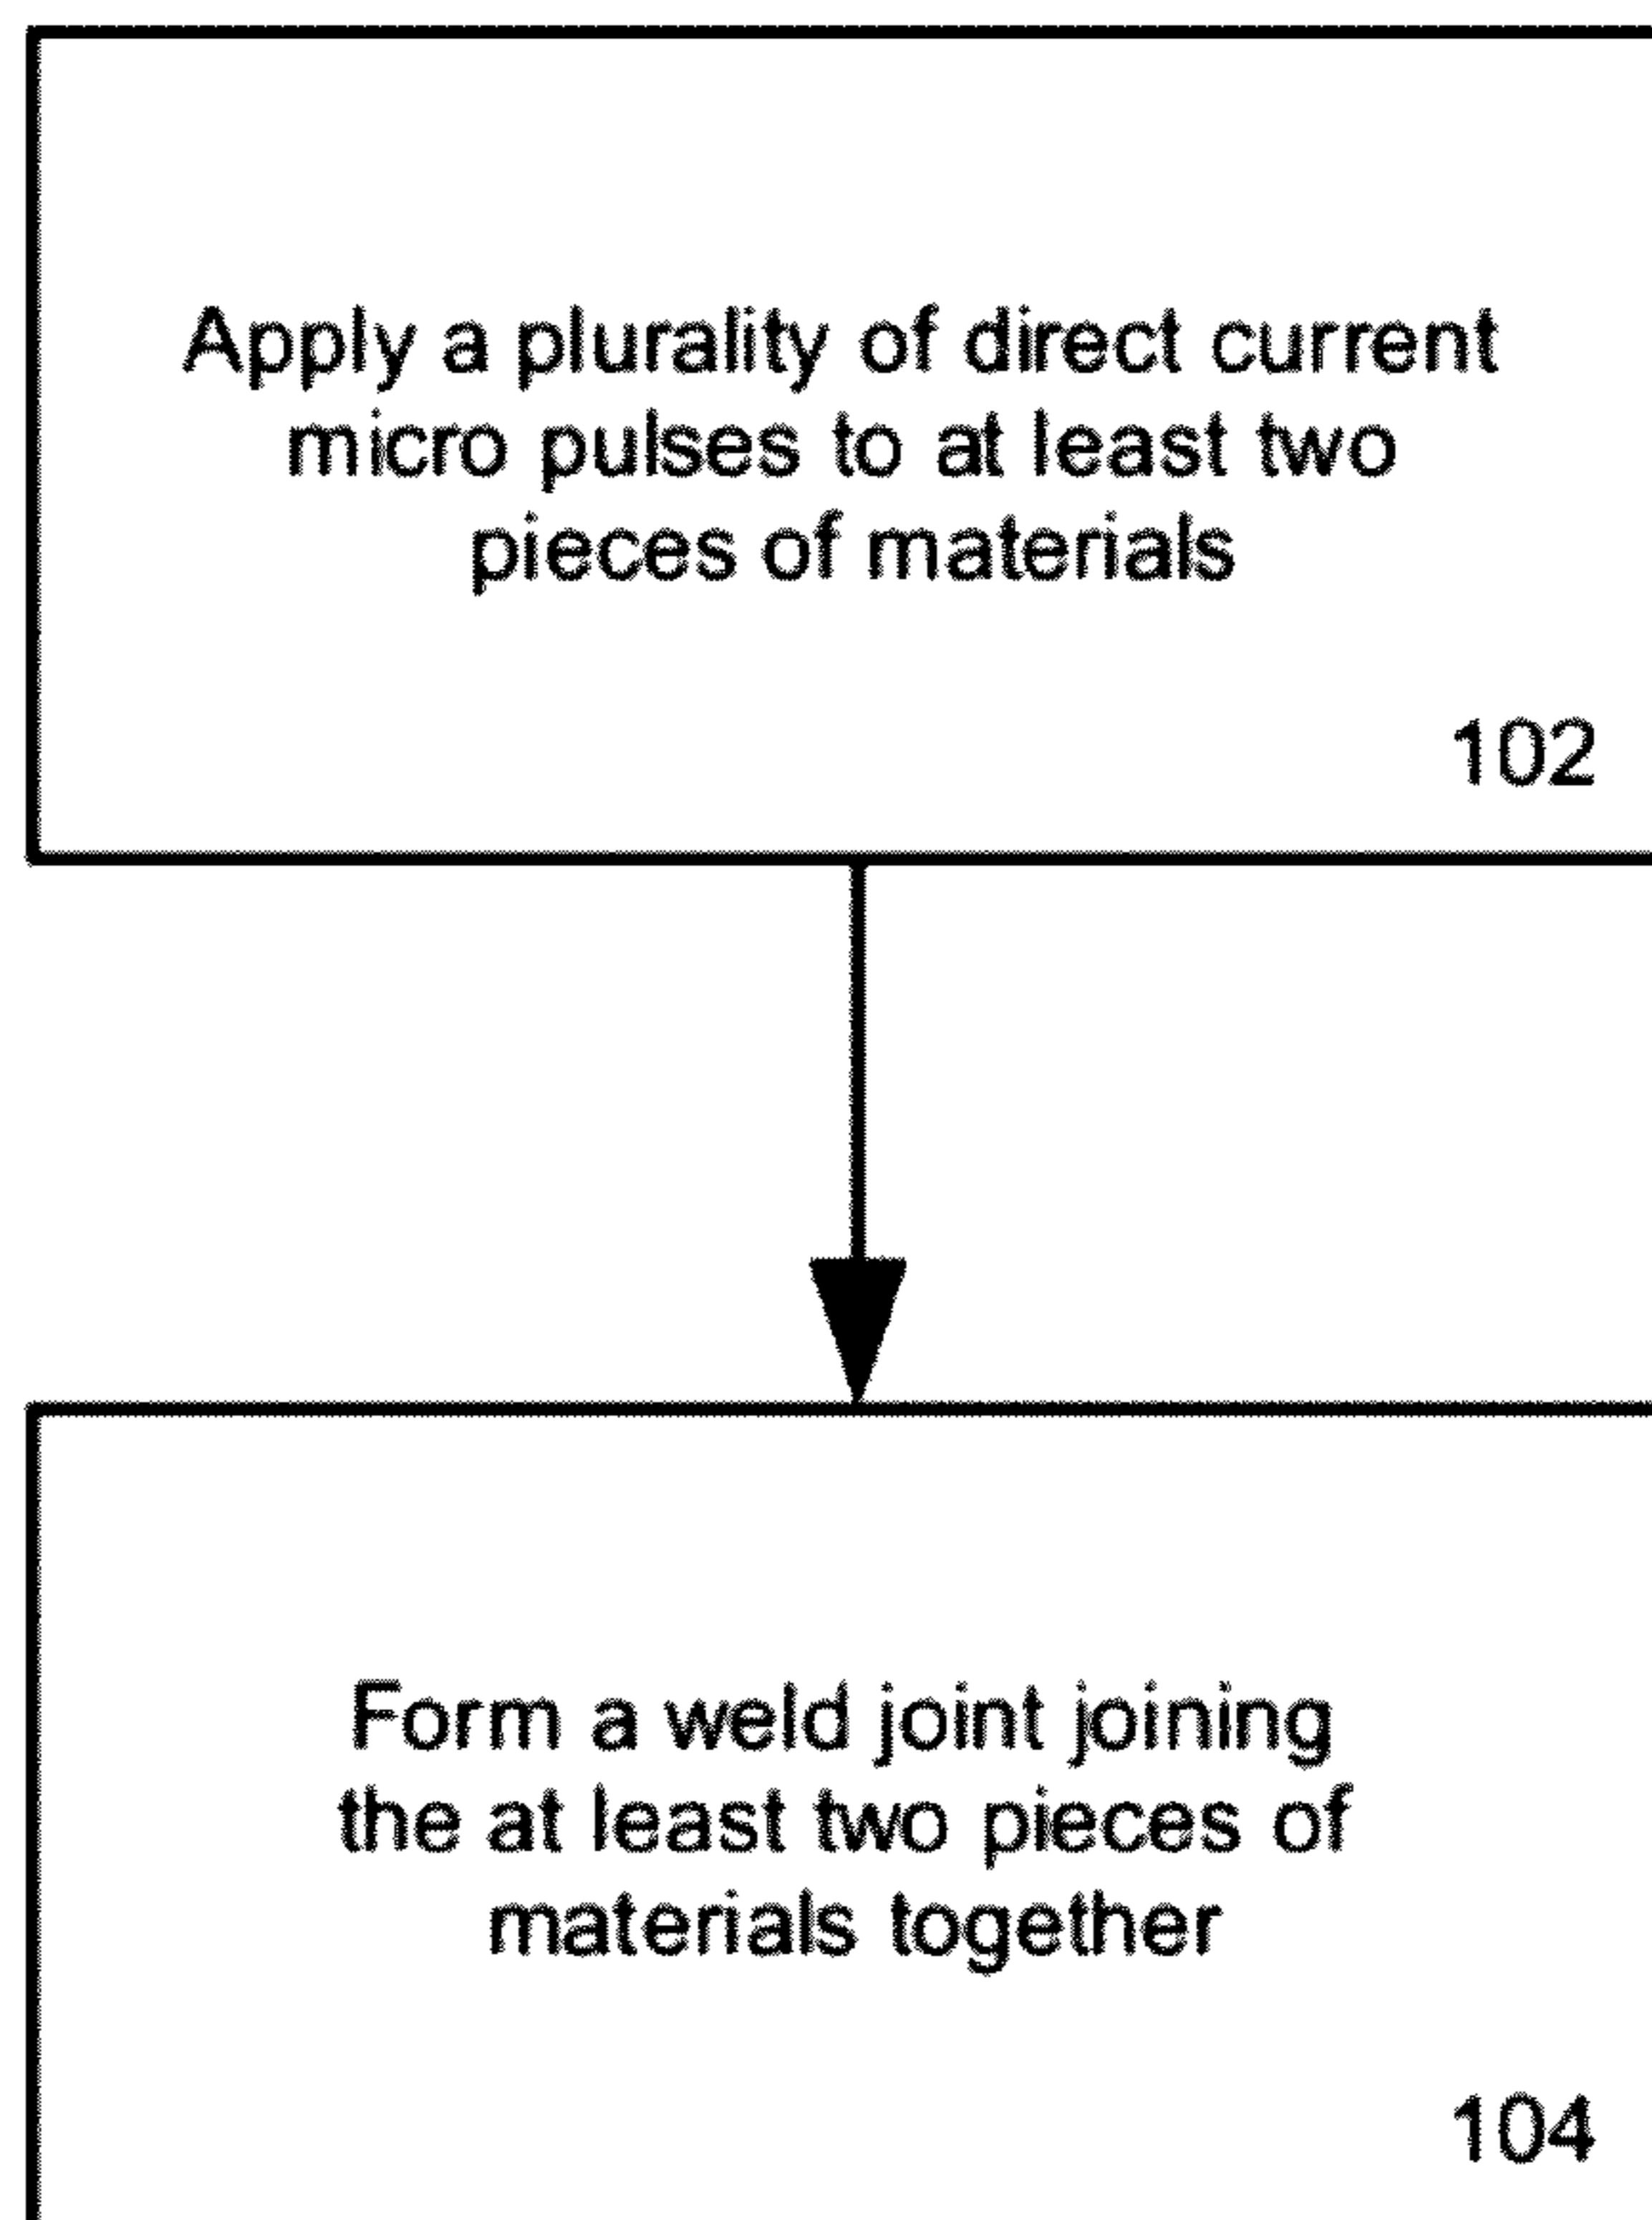 Apply a plurality of direct current
micro pulses to at least two
pieces of materials
102
Form a weld joint joining
the at least two pieces of
materials together
104